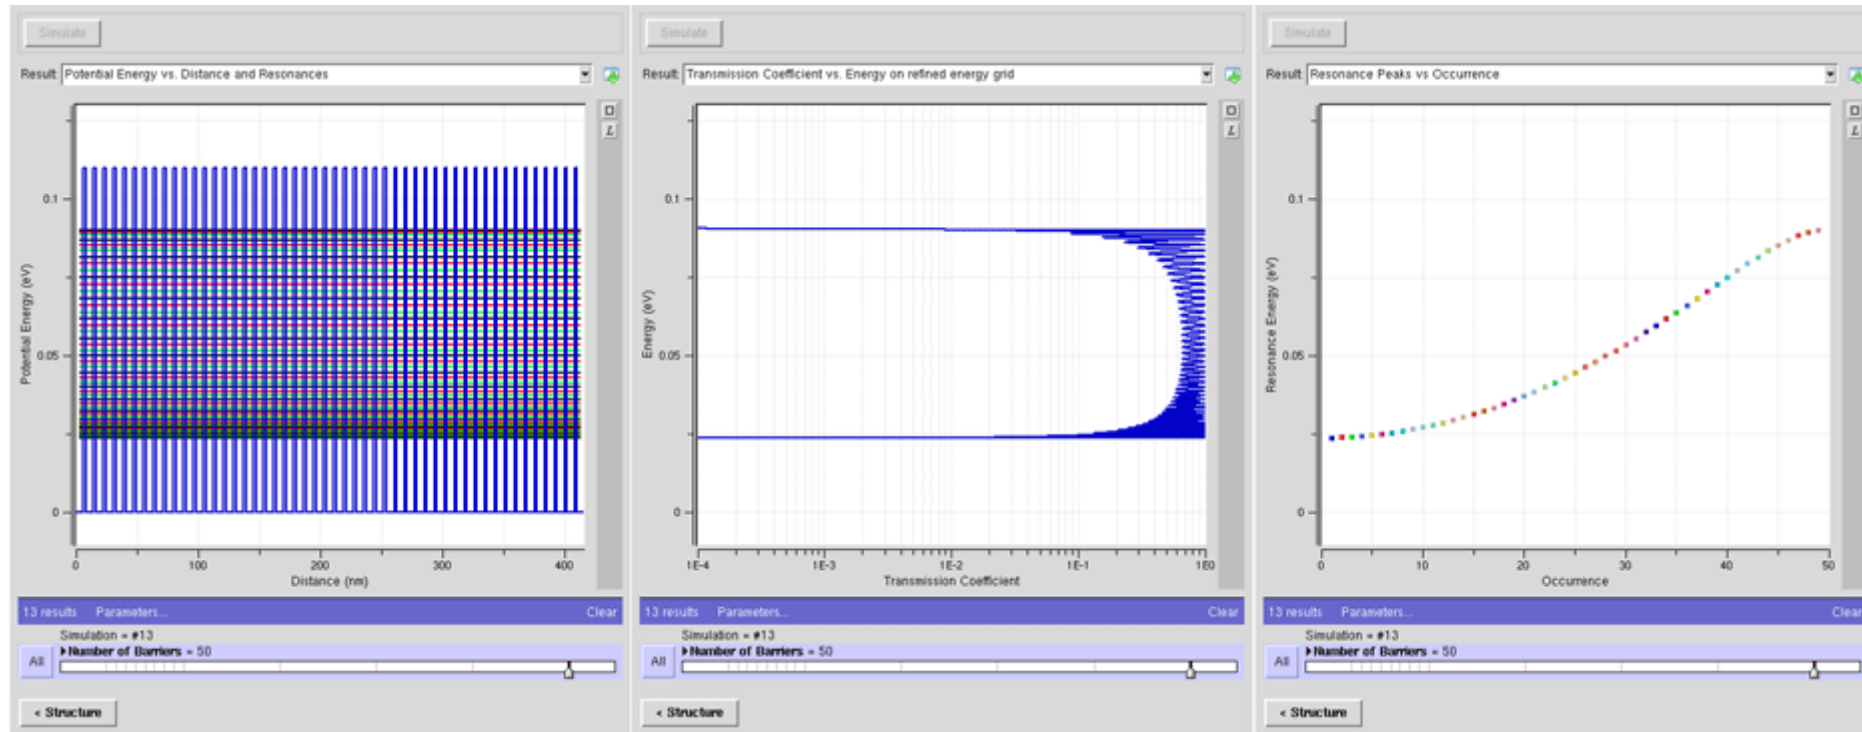 Simulate
Result: Potential Energy vs. Distance and Resonances
0.1
0.05
0
Potential Energy (eV)
0 100 200 300 400
Distance (nm)
13 results Parameters... Clear
Simulation = #13
All
Number of Barriers = 50
< Structure
Simulate
Result: Transmission Coefficient vs. Energy on refined energy grid
0.1
0.05
0
Energy (eV)
1E-4 1E-3 1E-2 1E-1 1E0
Transmission Coefficient
13 results Parameters... Clear
Simulation = #13
All
Number of Barriers = 50
< Structure
Simulate
Result: Resonance Peaks vs Occurrence
0.1
0.05
0
Resonance Energy (eV)
0 10 20 30 40 50
Occurrence
13 results Parameters... Clear
Simulation = #13
All
Number of Barriers = 50
< Structure